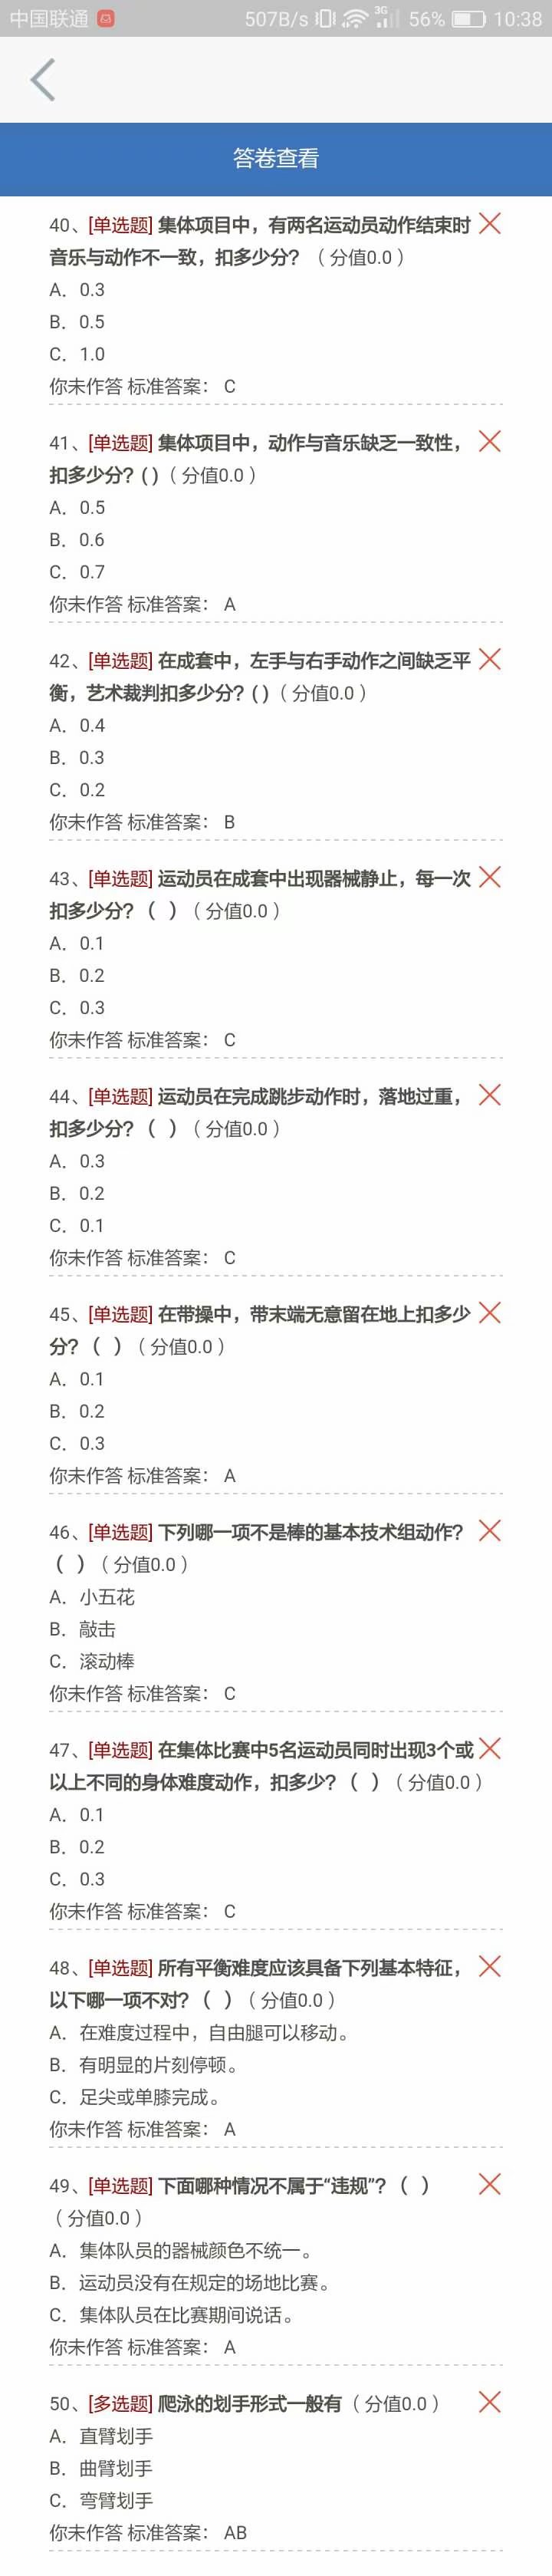 中国联通 507B/s 3G 56% 10:38
答卷查看
40、[单选题] 集体项目中，有两名运动员动作结束时
音乐与动作不一致，扣多少分？（分值0.0）
A. 0.3
B. 0.5
C. 1.0
你未作答 标准答案： C
41、[单选题] 集体项目中，动作与音乐缺乏一致性，
扣多少分? ( )（分值0.0）
A. 0.5
B. 0.6
C. 0.7
你未作答 标准答案： A
42、[单选题] 在成套中，左手与右手动作之间缺乏平
衡，艺术裁判扣多少分? ( )（分值0.0）
A. 0.4
B. 0.3
C. 0.2
你未作答 标准答案： B
43、[单选题] 运动员在成套中出现器械静止，每一次
扣多少分？（ ）（分值0.0）
A. 0.1
B. 0.2
C. 0.3
你未作答 标准答案： C
44、[单选题] 运动员在完成跳步动作时，落地过重，
扣多少分？（ ）（分值0.0）
A. 0.3
B. 0.2
C. 0.1
你未作答 标准答案： C
45、[单选题] 在带操中，带末端无意留在地上扣多少
分？（ ）（分值0.0）
A. 0.1
B. 0.2
C. 0.3
你未作答 标准答案： A
46、[单选题] 下列哪一项不是棒的基本技术组动作?
（ ）（分值0.0）
A. 小五花
B. 敲击
C. 滚动棒
你未作答 标准答案： C
47、[单选题] 在集体比赛中5名运动员同时出现3个或
以上不同的身体难度动作，扣多少？（ ）（分值0.0）
A. 0.1
B. 0.2
C. 0.3
你未作答 标准答案： C
48、[单选题] 所有平衡难度应该具备下列基本特征，
以下哪一项不对？（ ）（分值0.0）
A. 在难度过程中，自由腿可以移动。
B. 有明显的片刻停顿。
C. 足尖或单膝完成。
你未作答 标准答案： A
49、[单选题] 下面哪种情况不属于“违规”？（ ）
（分值0.0）
A. 集体队员的器械颜色不统一。
B. 运动员没有在规定的场地比赛。
C. 集体队员在比赛期间说话。
你未作答 标准答案： A
50、[多选题] 爬泳的划手形式一般有（分值0.0）
A. 直臂划手
B. 曲臂划手
C. 弯臂划手
你未作答 标准答案： AB